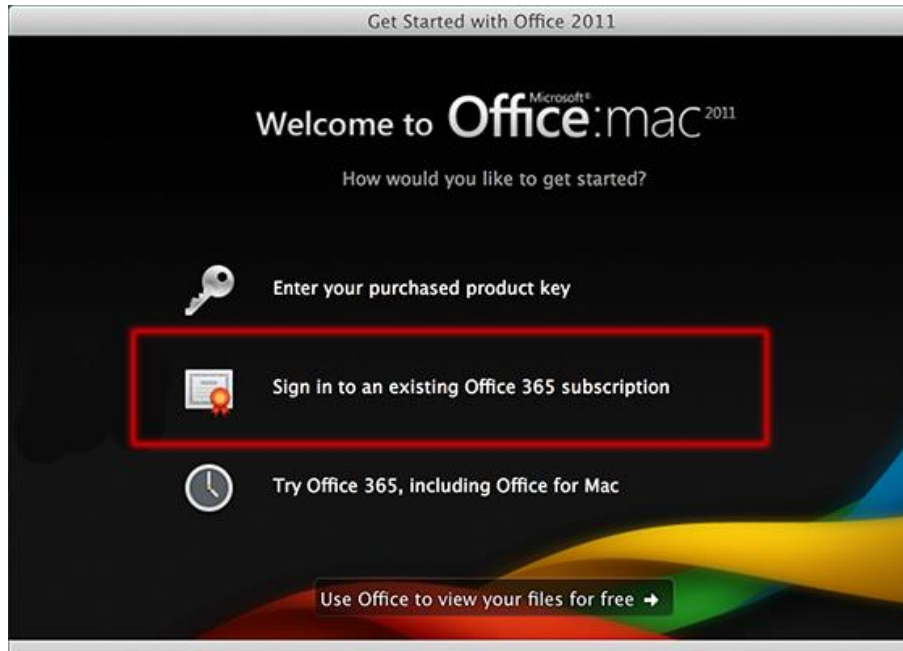 Get Started with Office 2011
Welcome to Microsoft® Office:mac 2011
How would you like to get started?
Enter your purchased product key
Sign in to an existing Office 365 subscription
Try Office 365, including Office for Mac
Use Office to view your files for free →